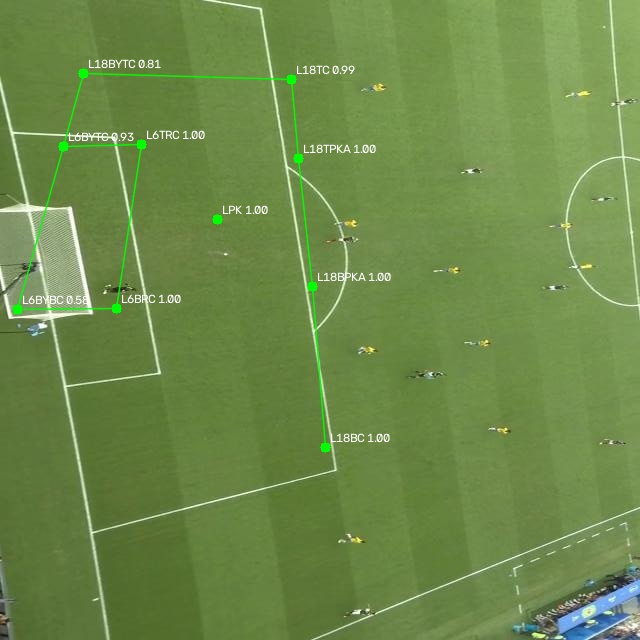 L18BYTC 0.81
L18TC 0.99
L6BYTC 0.93
L6TRC 1.00
L18TPKA 1.00
LPK 1.00
L18BPKA 1.00
L6BYBC 0.58
L6BRC 1.00
L18BC 1.00